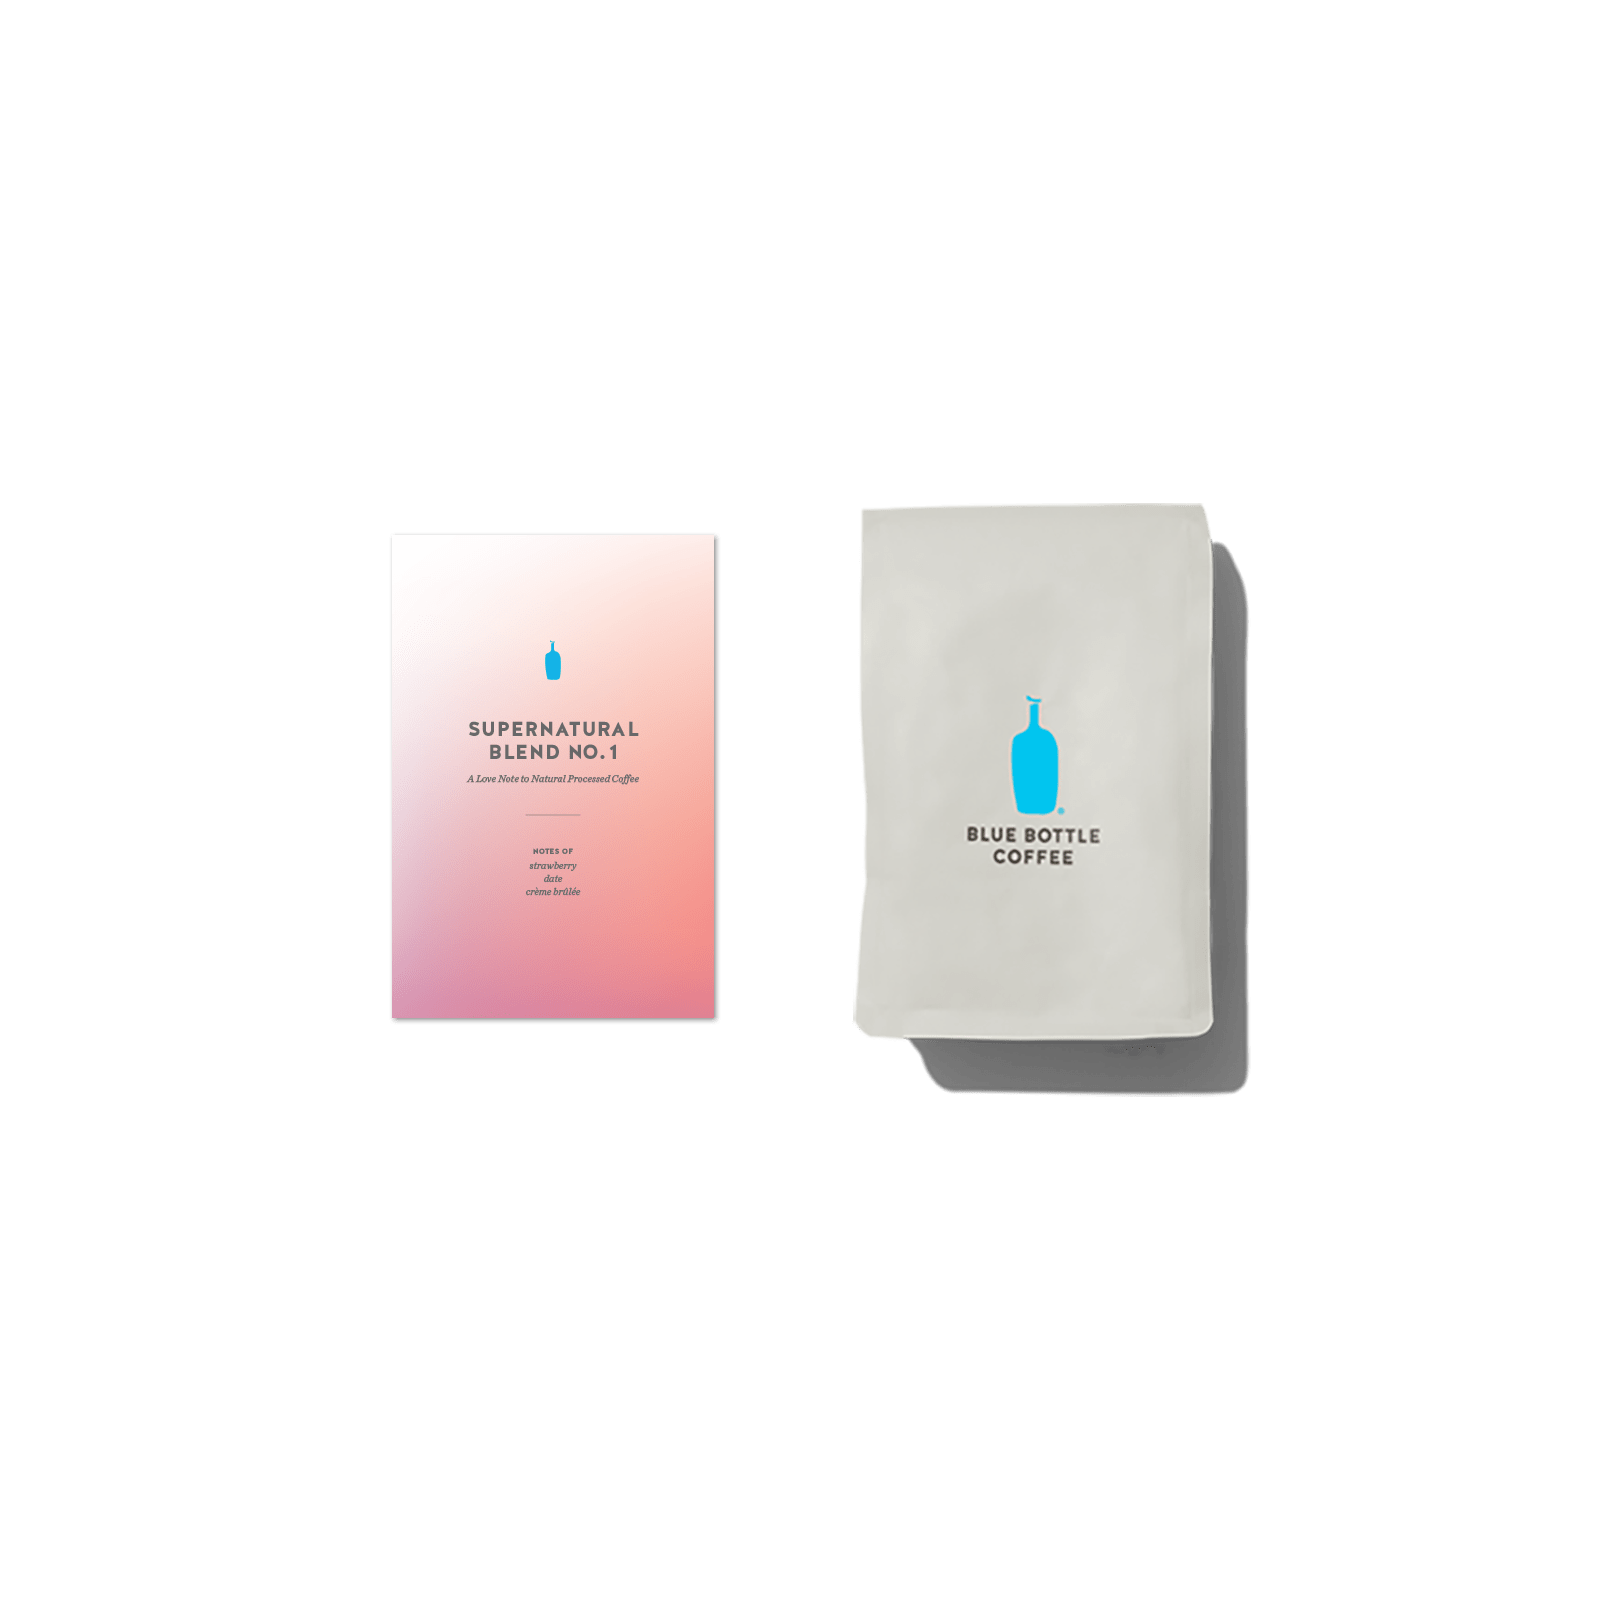 SUPERNATURAL
BLEND NO. 1
A Love Note to Natural Processed Coffee
NOTES OF
strawberry
date
crème brûlée
BLUE BOTTLE
COFFEE